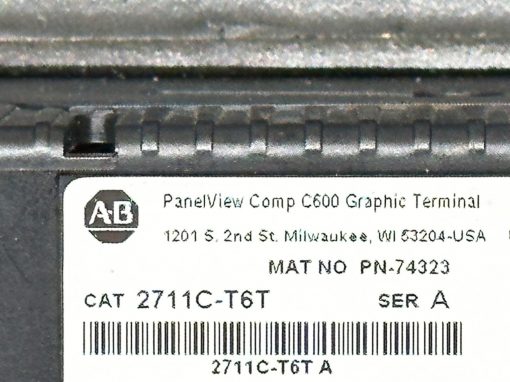 A-B
PanelView Comp C600 Graphic Terminal
1201 S. 2nd St. Milwaukee, WI 53204-USA
MAT NO PN-74323
CAT 2711C-T6T SER A
2711C-T6T A